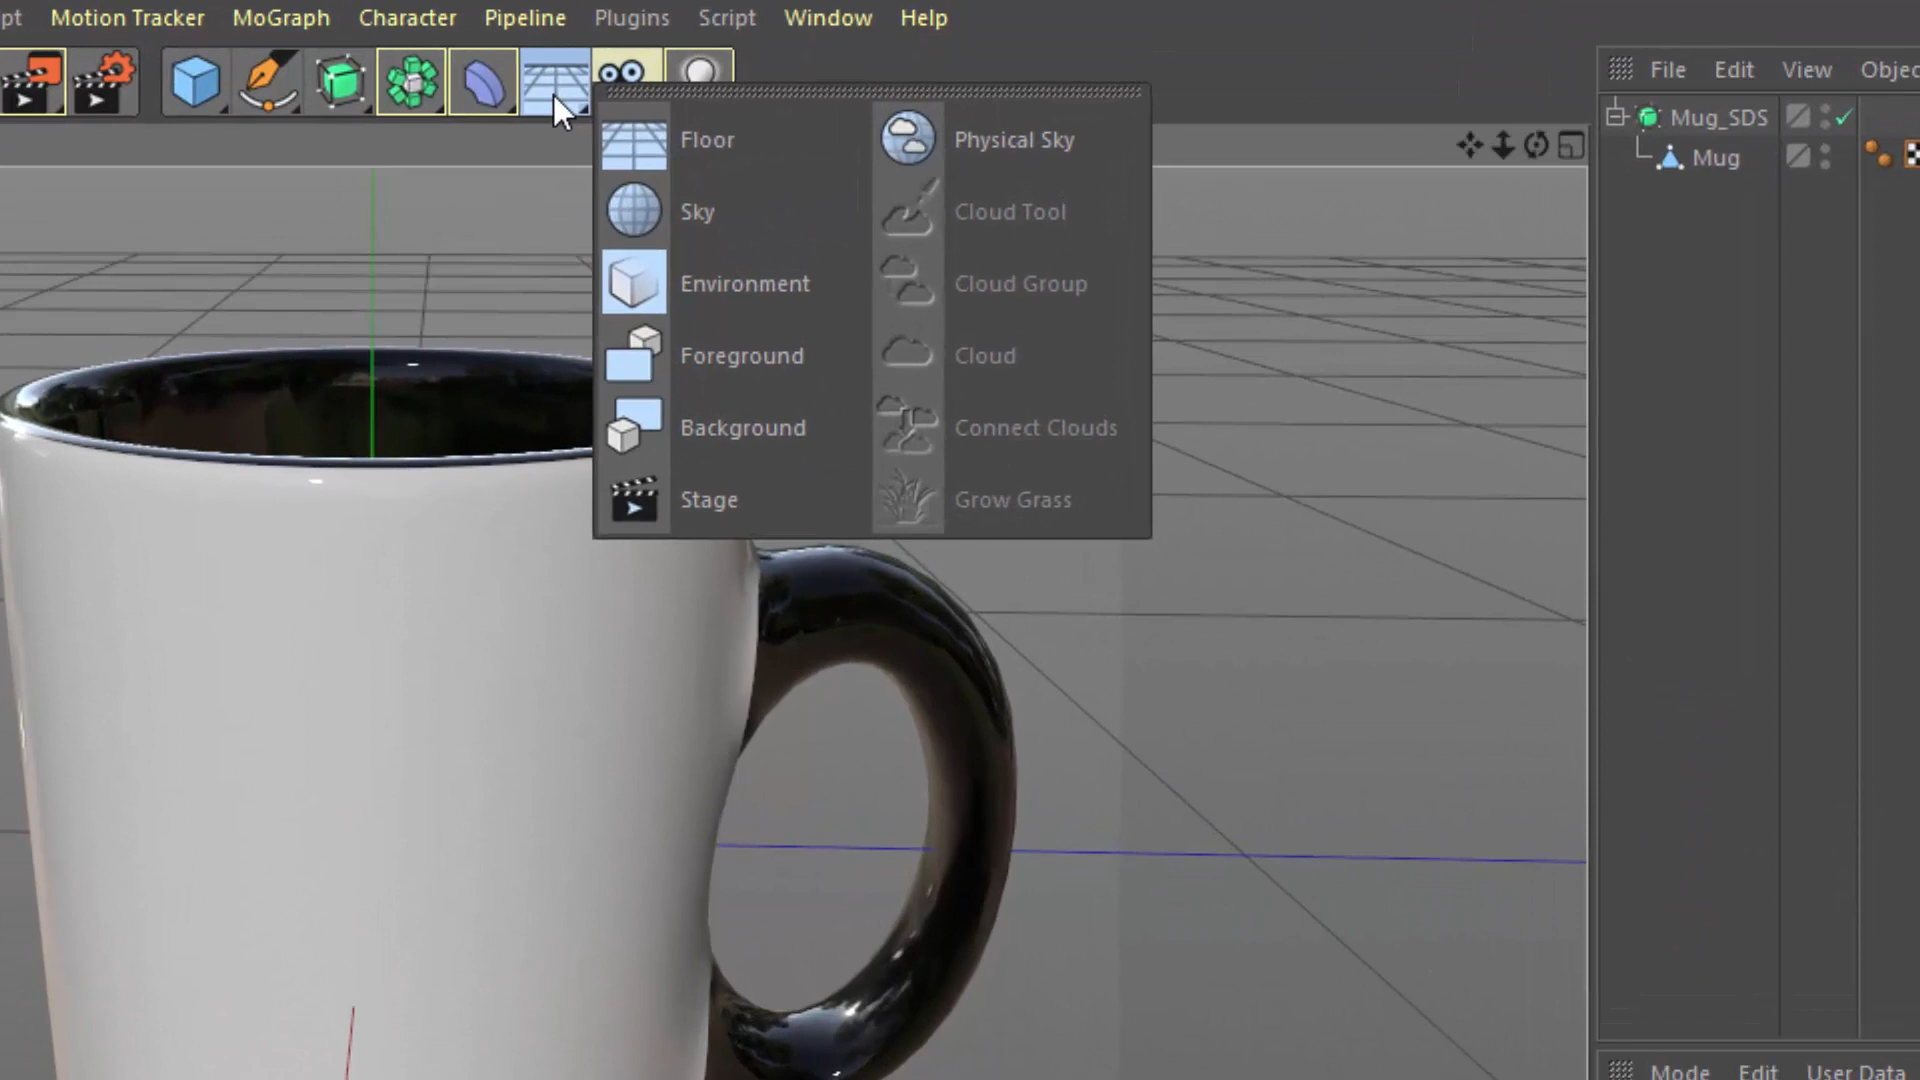 pt Motion Tracker MoGraph Character Pipeline Plugins Script Window Help
File Edit View Objec
Mug_SDS
Mug
Floor
Sky
Environment
Foreground
Background
Stage
Physical Sky
Cloud Tool
Cloud Group
Cloud
Connect Clouds
Grow Grass
Mode Edit User Data